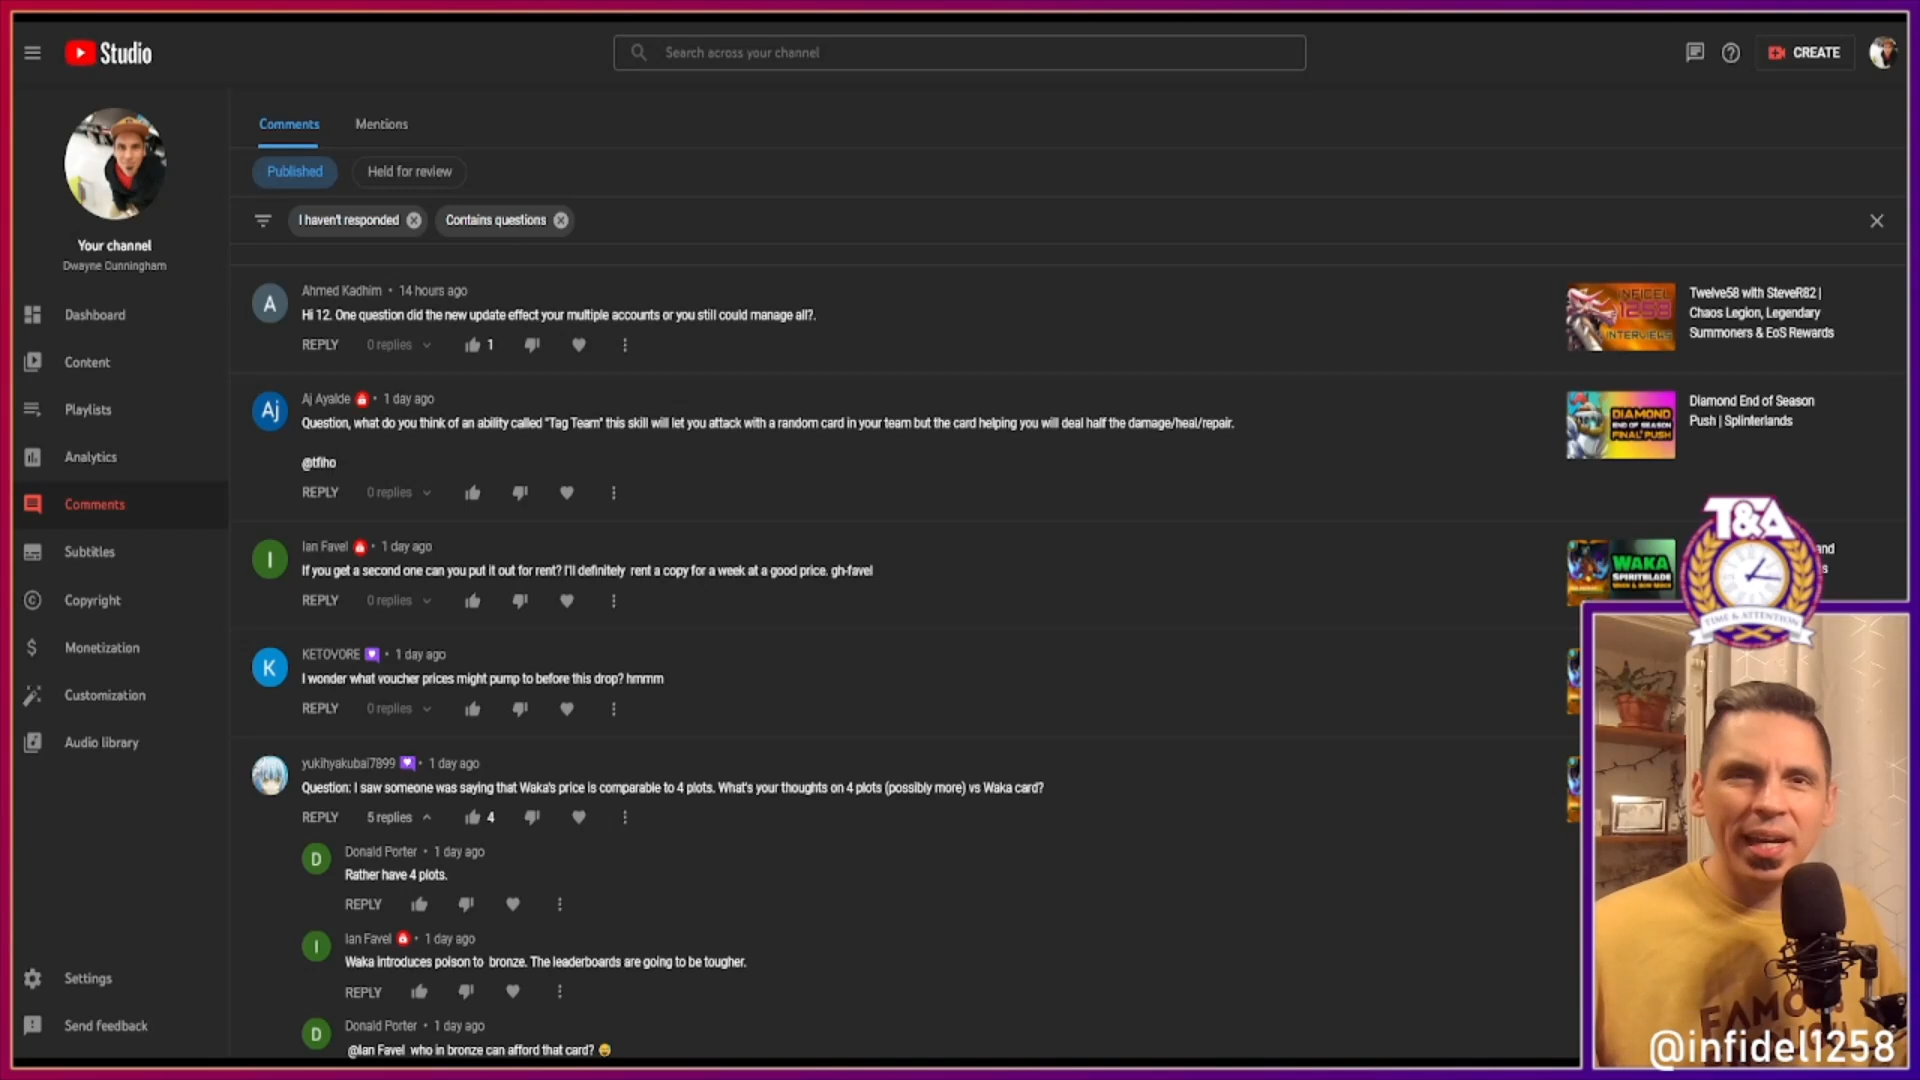 Studio
Search across your channel
CREATE
Your channel
Dwayne Cunningham
Dashboard
Content
Playlists
Analytics
Comments
Subtitles
Copyright
Monetization
Customization
Audio library
Settings
Send feedback
Comments
Mentions
Published
Held for review
I haven't responded
Contains questions
A
Ahmed Kadhim • 14 hours ago
Hi 12. One question did the new update effect your multiple accounts or you still could manage all?.
REPLY 0 replies 1
INFIDEL
1258
INTERVIEWS
Twelve58 with SteveR82 |
Chaos Legion, Legendary
Summoners & EoS Rewards
Aj
Aj Ayalde • 1 day ago
Question, what do you think of an ability called "Tag Team" this skill will let you attack with a random card in your team but the card helping you will deal half the damage/heal/repair.
@tfiho
REPLY 0 replies
DIAMOND
END OF SEASON
FINAL PUSH
Diamond End of Season
Push | Splinterlands
I
Ian Favel • 1 day ago
If you get a second one can you put it out for rent? I'll definitely rent a copy for a week at a good price. gh-favel
REPLY 0 replies
WAKA
SPIRITBLADE
T&A
TIME & ATTENTION
K
KETOVORE • 1 day ago
I wonder what voucher prices might pump to before this drop? hmmm
REPLY 0 replies
yukihyakubai7899 • 1 day ago
Question: I saw someone was saying that Waka's price is comparable to 4 plots. What's your thoughts on 4 plots (possibly more) vs Waka card?
REPLY 5 replies 4
D
Donald Porter • 1 day ago
Rather have 4 plots.
REPLY
I
Ian Favel • 1 day ago
Waka introduces poison to bronze. The leaderboards are going to be tougher.
REPLY
D
Donald Porter • 1 day ago
@Ian Favel who in bronze can afford that card? 😅
@infidel1258